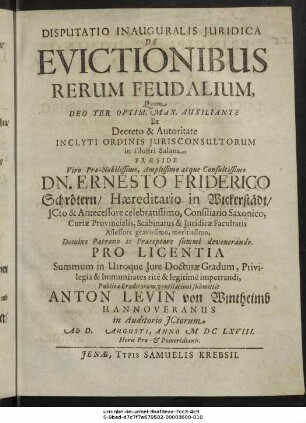 DISPUTATIO INAUGURALIS JURIDICA
DE
EVICTIONIBUS
RERUM FEUDALIUM,
Quam
DEO TER OPTIM. MAX. AUXILIANTE
Ex
Decreto & Autoritate
INCLYTI ORDINIS JURISCONSULTORUM
in illustri Salana,
PRÆSIDE
Viro Præ-Nobilissimo, Amplissimo atque Consultissimo
DN. ERNESTO FRIDERICO
Schrötern / Hæreditario in Wickerstädt /
JCto & Antecessore celebratissimo, Consiliario Saxonico,
Curiæ Provincialis, Scabinatus & Juridicæ Facultatis
Assessore gravissimo, meritissimo,
Domino Patrono ac Præceptore summè devenerando,
PRO LICENTIA
Summum in Utroque Jure Docturæ Gradum, Privi-
legia & Immunitates ritè & legitimè impetrandi,
Publicæ Eruditorum ventilationi submittit
ANTON LEVIN von Wintheimb
HANNOVERANUS
in Auditorio JCtorum
AD D. AUGUSTI, ANNO M DC LXVIII.
Horis Pro- & Pomeridianis.
JENÆ, TYPIS SAMUELIS KREBSII.